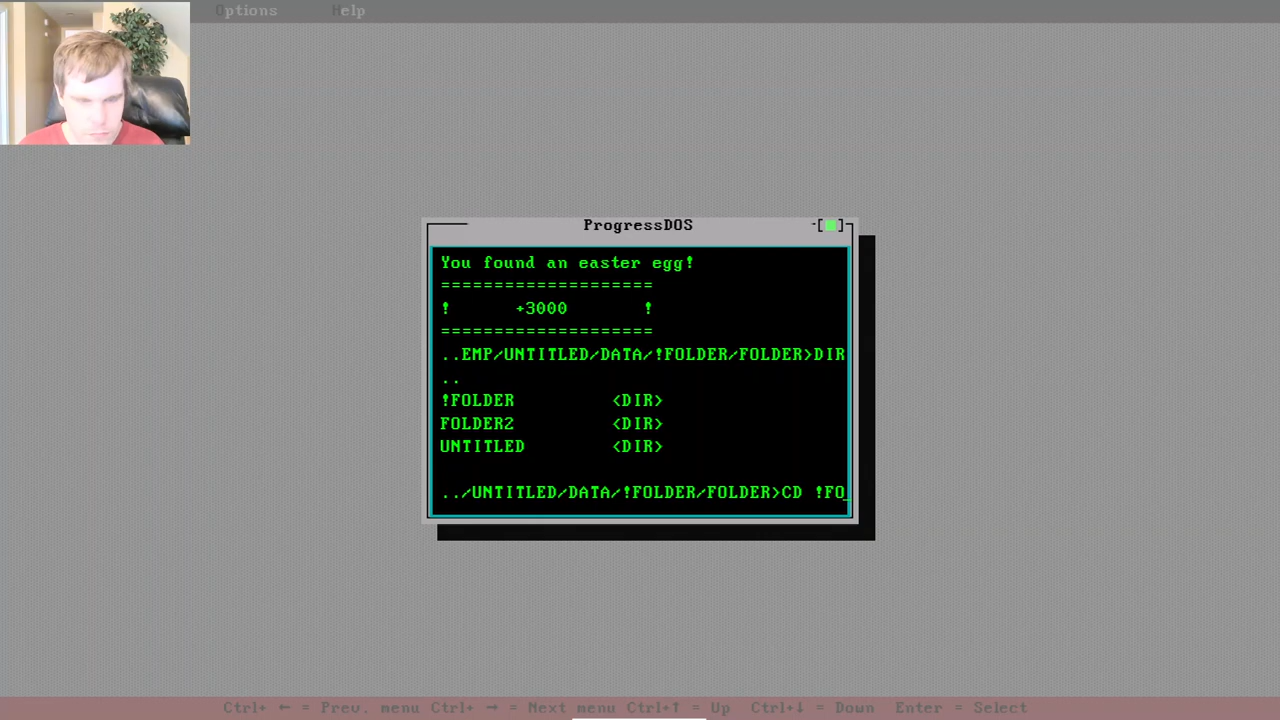 Options Help
ProgressDOS
You found an easter egg!
====================
! +3000 !
====================
..EMP/UNTITLED/DATA/!FOLDER/FOLDER>DIR
..
!FOLDER <DIR>
FOLDER2 <DIR>
UNTITLED <DIR>
../UNTITLED/DATA/!FOLDER/FOLDER>CD !FO_
Ctrl+ ← = Prev. menu Ctrl+ → = Next menu Ctrl+↑ = Up Ctrl+↓ = Down Enter = Select